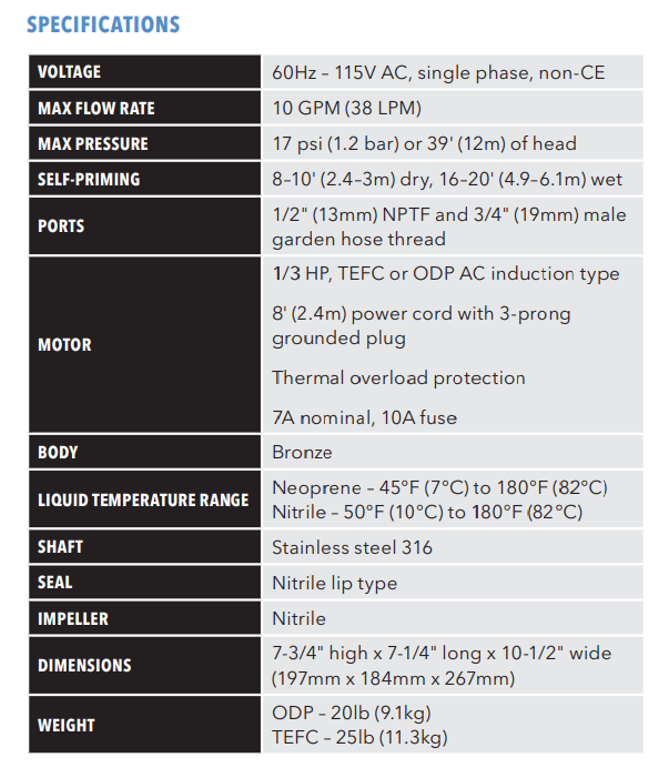 SPECIFICATIONS
VOLTAGE
60Hz – 115V AC, single phase, non-CE
MAX FLOW RATE
10 GPM (38 LPM)
MAX PRESSURE
17 psi (1.2 bar) or 39' (12m) of head
SELF-PRIMING
8–10' (2.4–3m) dry, 16–20' (4.9–6.1m) wet
PORTS
1/2" (13mm) NPTF and 3/4" (19mm) male
garden hose thread
MOTOR
1/3 HP, TEFC or ODP AC induction type
8' (2.4m) power cord with 3-prong
grounded plug
Thermal overload protection
7A nominal, 10A fuse
BODY
Bronze
LIQUID TEMPERATURE RANGE
Neoprene – 45°F (7°C) to 180°F (82°C)
Nitrile – 50°F (10°C) to 180°F (82°C)
SHAFT
Stainless steel 316
SEAL
Nitrile lip type
IMPELLER
Nitrile
DIMENSIONS
7-3/4" high x 7-1/4" long x 10-1/2" wide
(197mm x 184mm x 267mm)
WEIGHT
ODP – 20lb (9.1kg)
TEFC – 25lb (11.3kg)